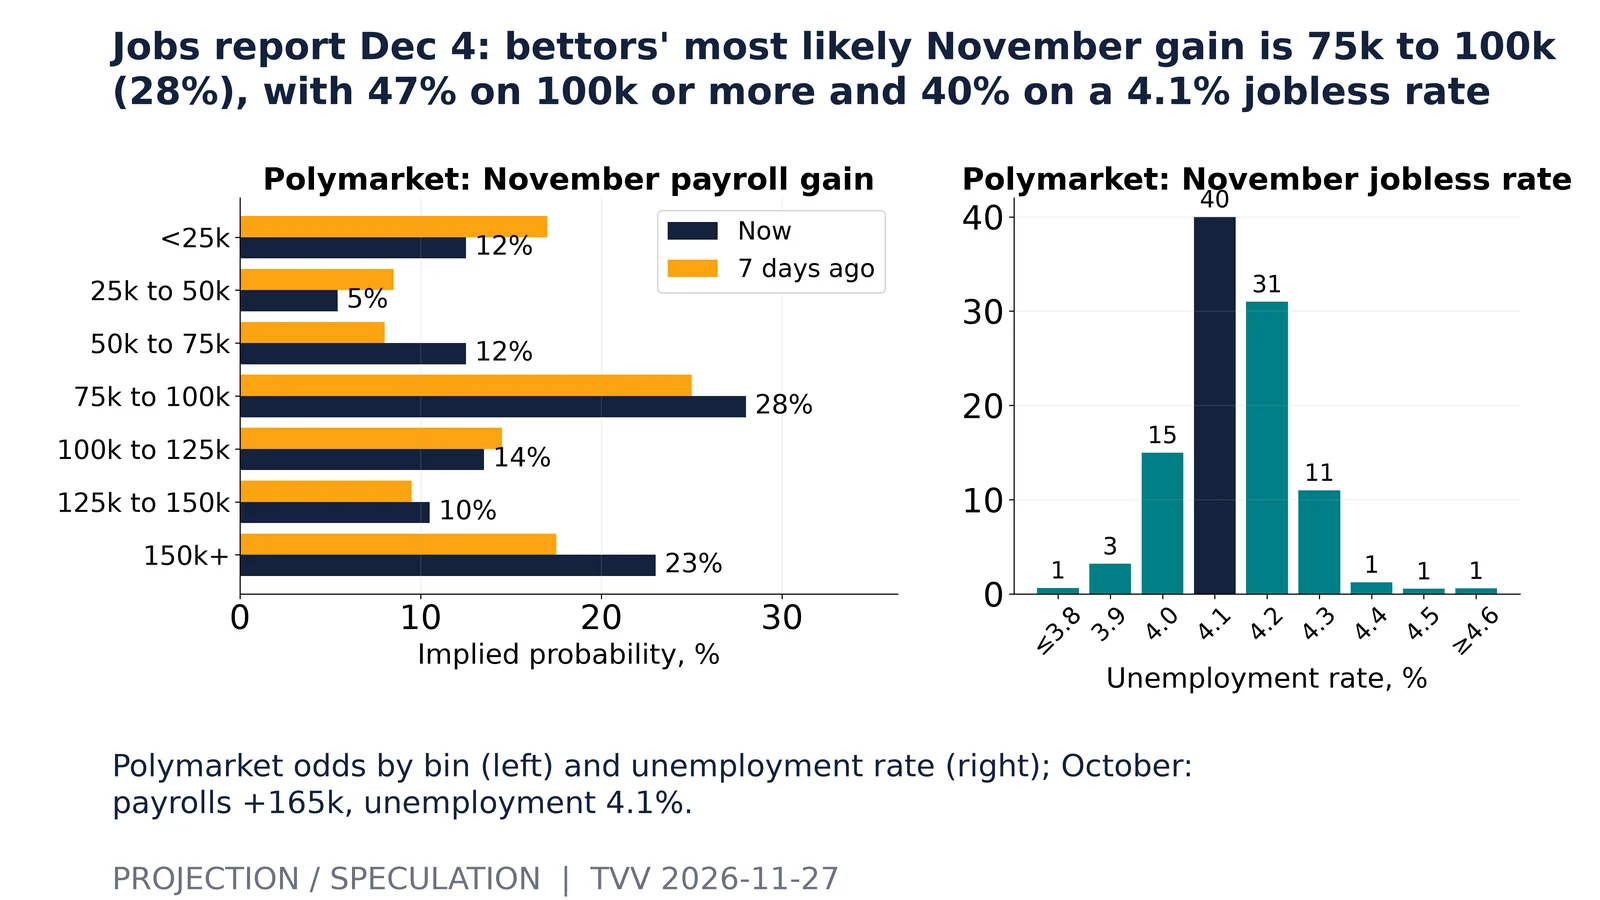 Jobs report Dec 4: bettors' most likely November gain is 75k to 100k
(28%), with 47% on 100k or more and 40% on a 4.1% jobless rate
Polymarket: November payroll gain
<25k
25k to 50k
50k to 75k
75k to 100k
100k to 125k
125k to 150k
150k+
12%
5%
12%
28%
14%
10%
23%
Now
7 days ago
0 10 20 30
Implied probability, %
Polymarket: November jobless rate
40
30
20
10
0
1 3 15 40 31 11 1 1 1
≤3.8 3.9 4.0 4.1 4.2 4.3 4.4 4.5 ≥4.6
Unemployment rate, %
Polymarket odds by bin (left) and unemployment rate (right); October:
payrolls +165k, unemployment 4.1%.
PROJECTION / SPECULATION | TVV 2026-11-27